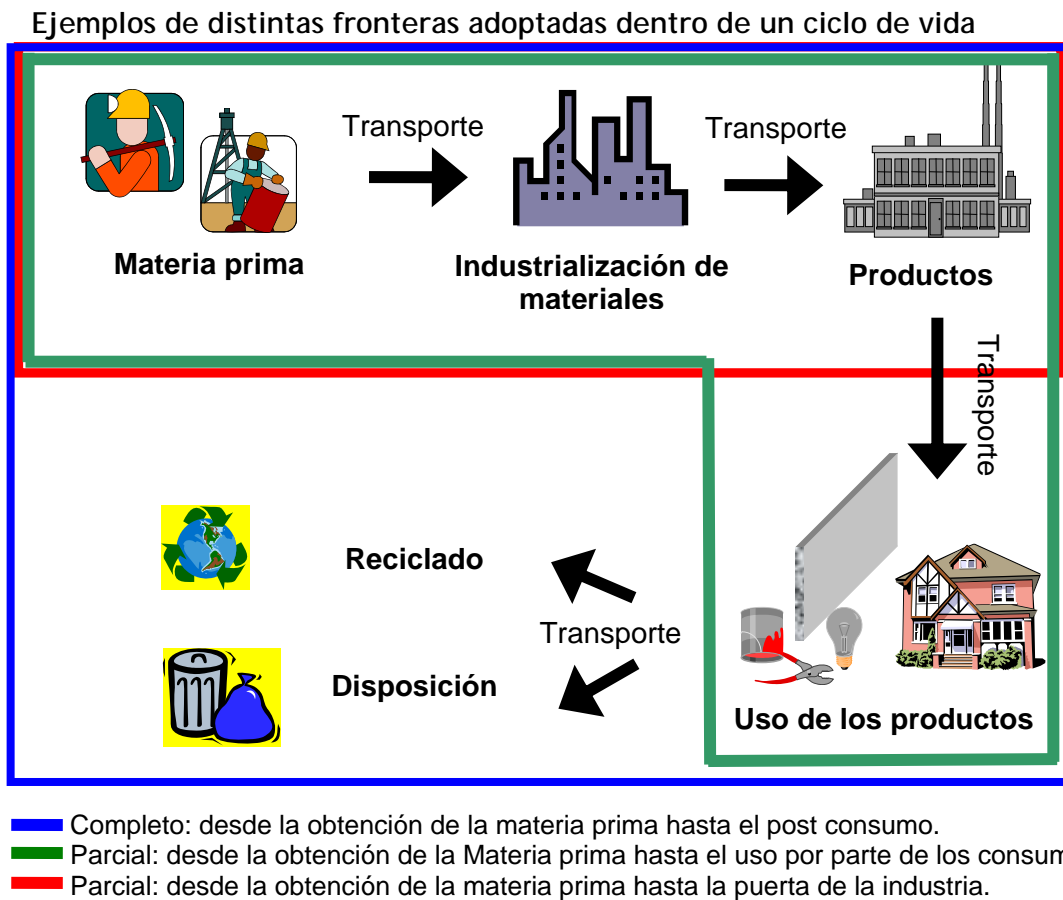 Ejemplos de distintas fronteras adoptadas dentro de un ciclo de vida
Transporte
Transporte
Materia prima
Industrialización de
materiales
Productos
Transporte
Reciclado
Transporte
Disposición
Uso de los productos
Completo: desde la obtención de la materia prima hasta el post consumo.
Parcial: desde la obtención de la Materia prima hasta el uso por parte de los consum
Parcial: desde la obtención de la materia prima hasta la puerta de la industria.